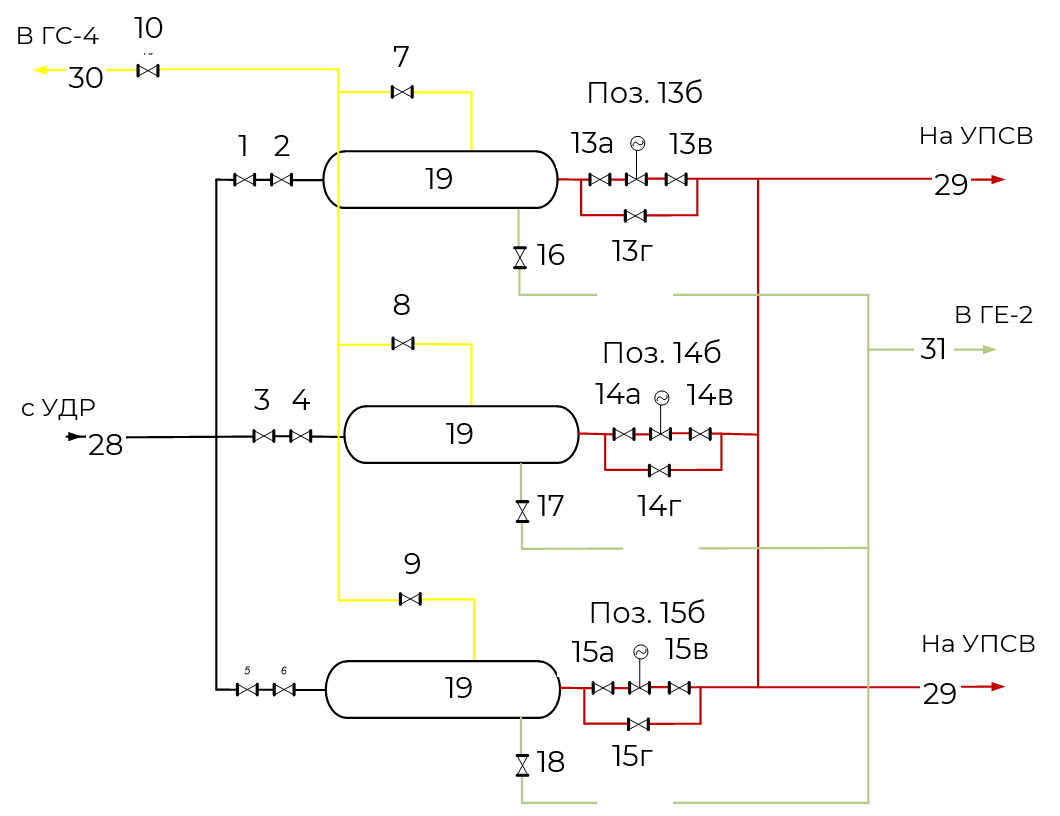 10
В ГС-4
30
7
Поз. 13б
13а
13в
На УПСВ
29
1
2
19
13г
16
8
В ГЕ-2
31
Поз. 14б
14а
14в
с УДР
28
3
4
19
14г
17
9
Поз. 15б
15а
15в
На УПСВ
29
5
6
19
15г
18